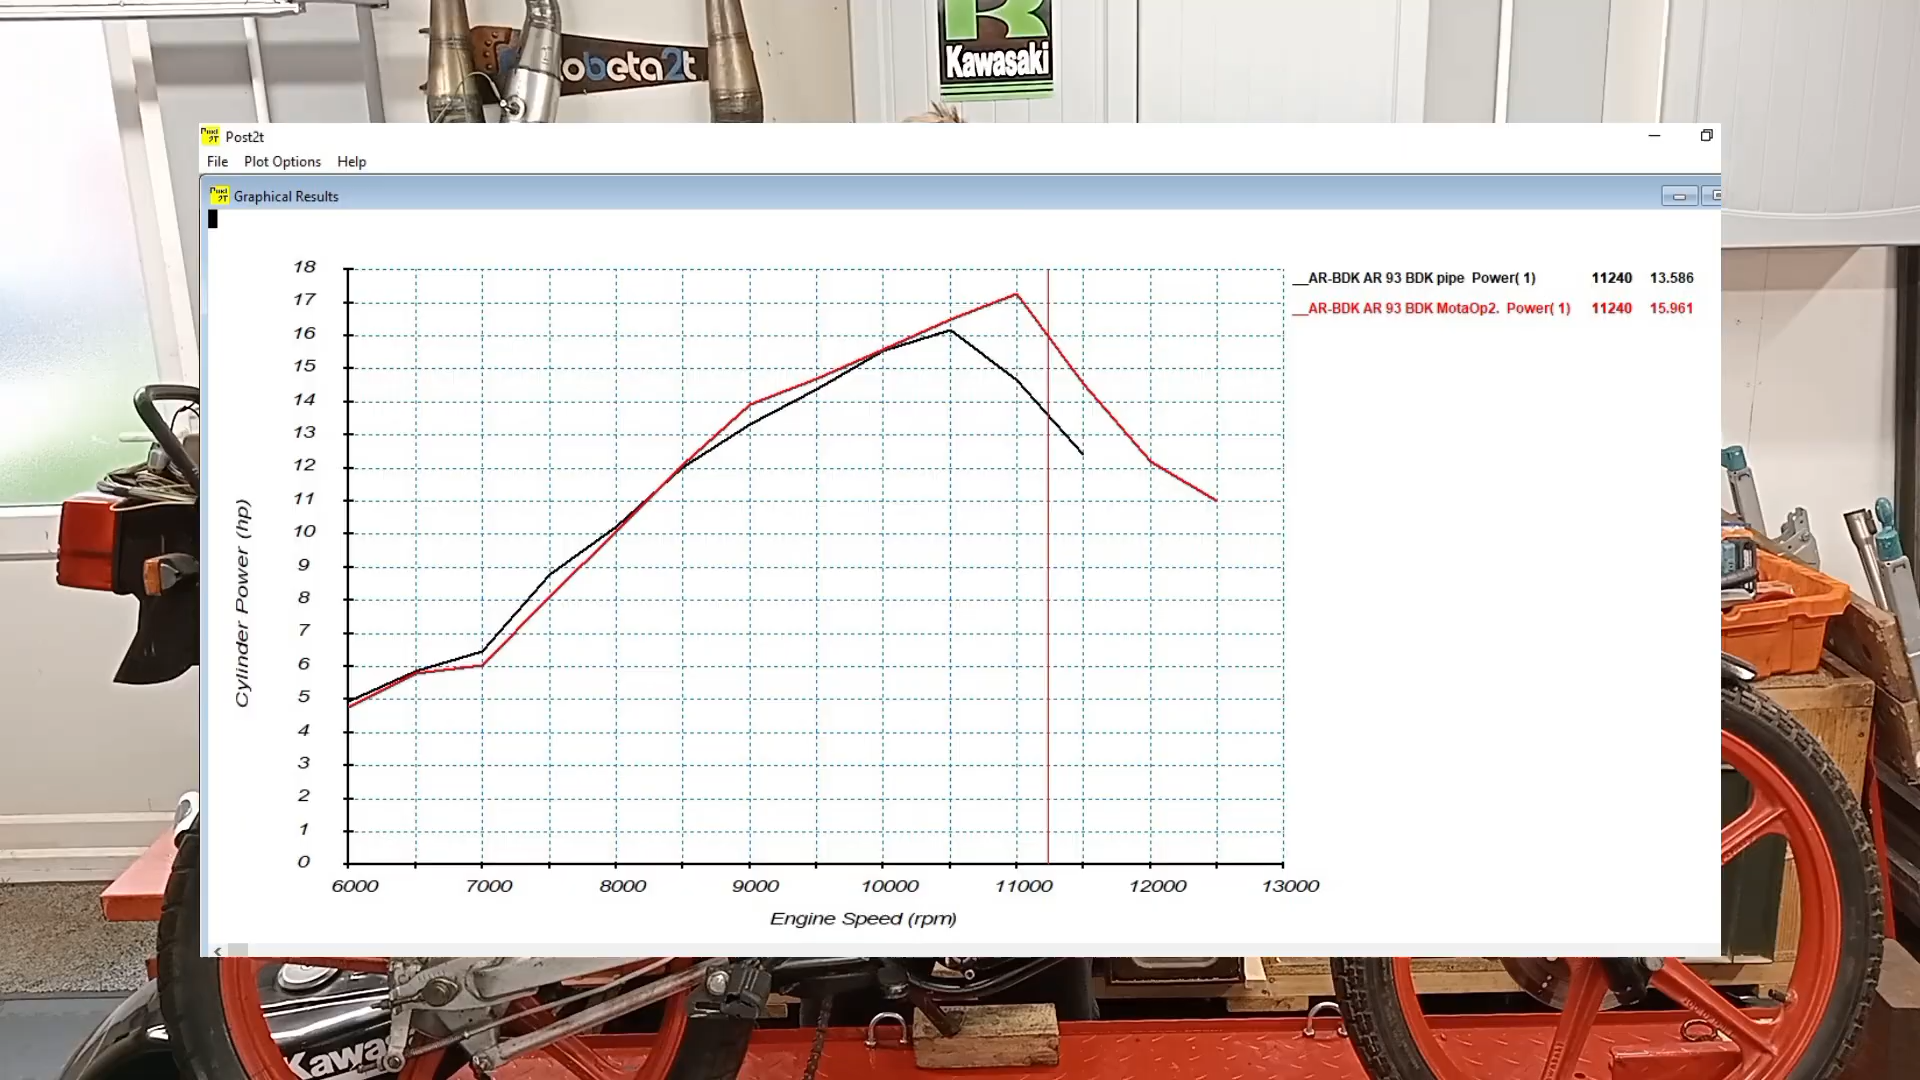 obeta2t
Kawasaki
Post2t
File Plot Options Help
Graphical Results
18
17
16
15
14
13
12
11
10
9
8
7
6
5
4
3
2
1
0
Cylinder Power (hp)
6000 7000 8000 9000 10000 11000 12000 13000
Engine Speed (rpm)
__AR-BDK AR 93 BDK pipe Power( 1) 11240 13.586
__AR-BDK AR 93 BDK MotaOp2. Power( 1) 11240 15.961
Kawa